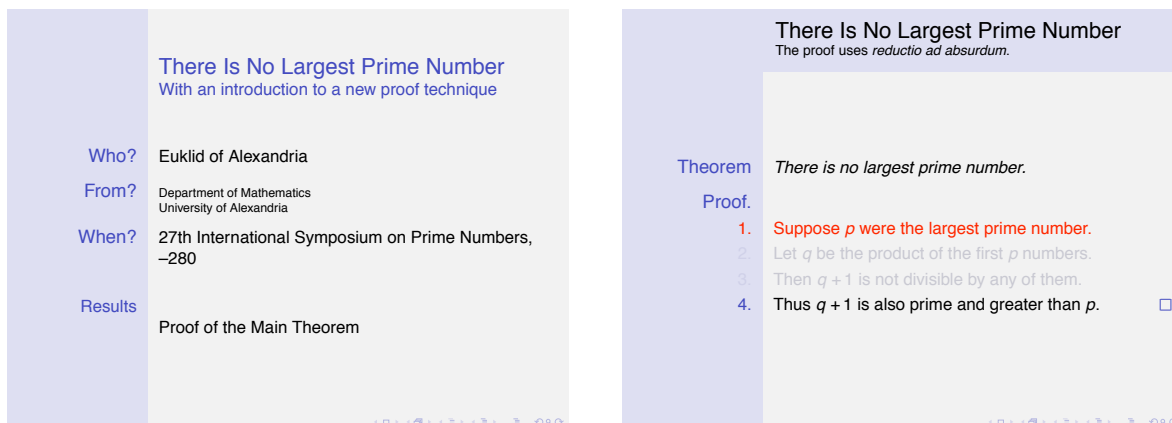 There Is No Largest Prime Number
With an introduction to a new proof technique
Who? Euklid of Alexandria
From? Department of Mathematics
University of Alexandria
When? 27th International Symposium on Prime Numbers,
–280
Results
Proof of the Main Theorem
There Is No Largest Prime Number
The proof uses reductio ad absurdum.
Theorem There is no largest prime number.
Proof.
1. Suppose p were the largest prime number.
2. Let q be the product of the first p numbers.
3. Then q + 1 is not divisible by any of them.
4. Thus q + 1 is also prime and greater than p. □